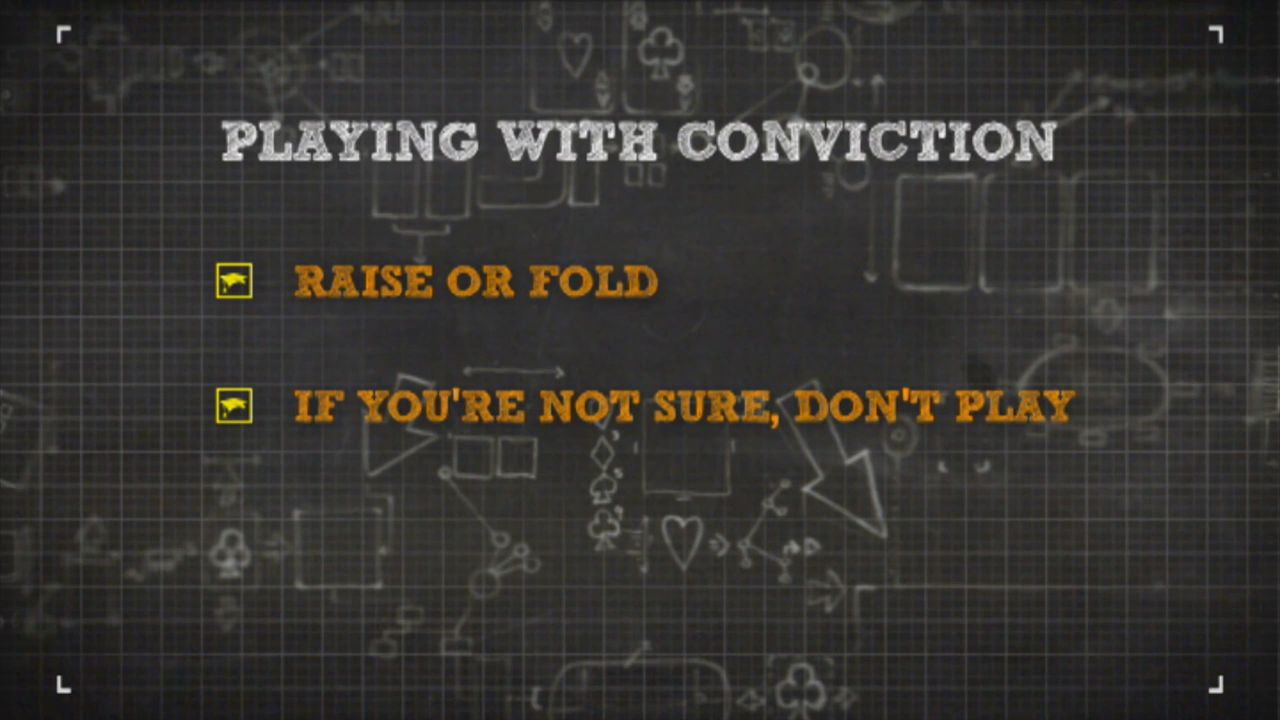 PLAYING WITH CONVICTION
RAISE OR FOLD
IF YOU'RE NOT SURE, DON'T PLAY